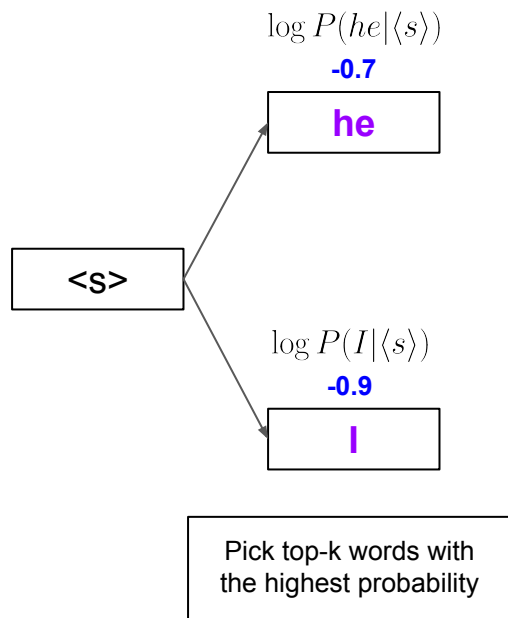 log P(he|⟨s⟩)
-0.7
he
<s>
log P(I|⟨s⟩)
-0.9
I
Pick top-k words with
the highest probability